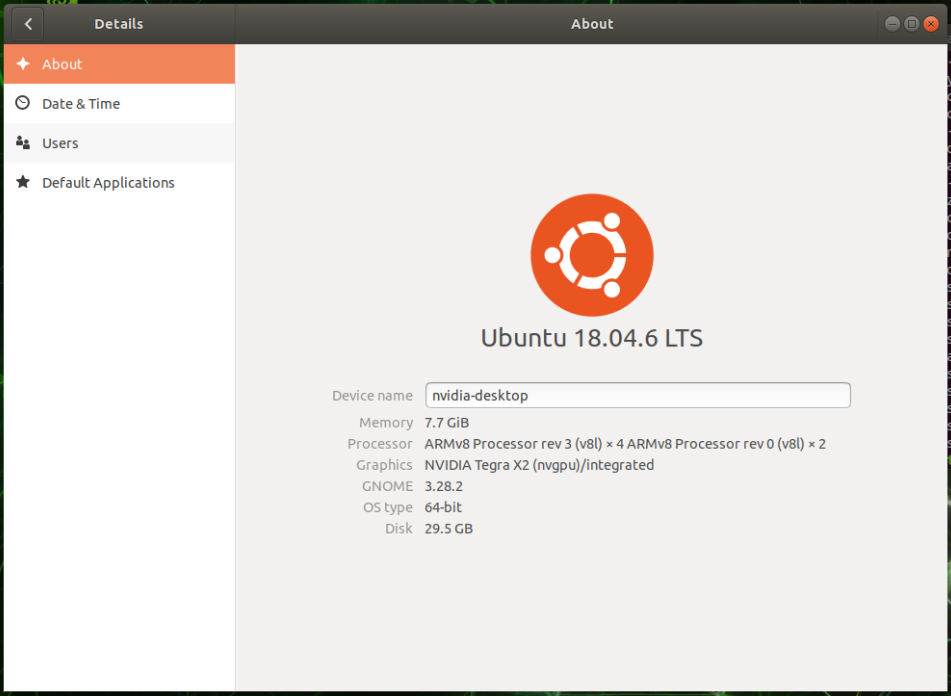 Details
About
About
Date & Time
Users
Default Applications
Ubuntu 18.04.6 LTS
Device name nvidia-desktop
Memory 7.7 GiB
Processor ARMv8 Processor rev 3 (v8l) × 4 ARMv8 Processor rev 0 (v8l) × 2
Graphics NVIDIA Tegra X2 (nvgpu)/integrated
GNOME 3.28.2
OS type 64-bit
Disk 29.5 GB